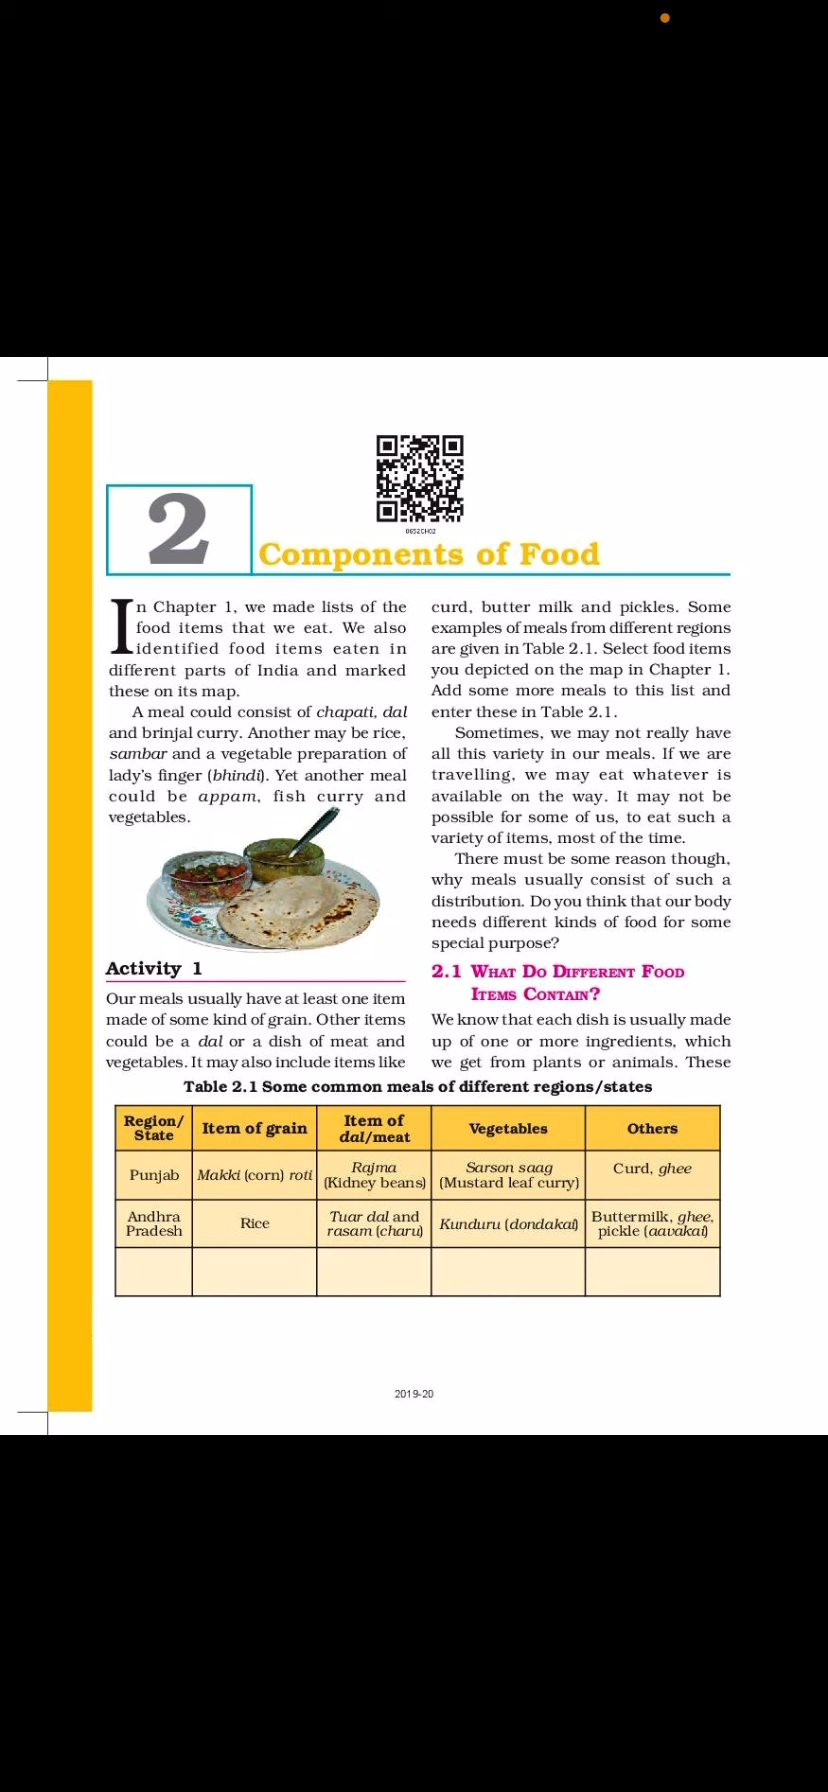 0652CH02
2
Components of Food
In Chapter 1, we made lists of the
food items that we eat. We also
identified food items eaten in
different parts of India and marked
these on its map.
A meal could consist of chapati, dal
and brinjal curry. Another may be rice,
sambar and a vegetable preparation of
lady's finger (bhindi). Yet another meal
could be appam, fish curry and
vegetables.
Activity 1
Our meals usually have at least one item
made of some kind of grain. Other items
could be a dal or a dish of meat and
vegetables. It may also include items like
curd, butter milk and pickles. Some
examples of meals from different regions
are given in Table 2.1. Select food items
you depicted on the map in Chapter 1.
Add some more meals to this list and
enter these in Table 2.1.
Sometimes, we may not really have
all this variety in our meals. If we are
travelling, we may eat whatever is
available on the way. It may not be
possible for some of us, to eat such a
variety of items, most of the time.
There must be some reason though,
why meals usually consist of such a
distribution. Do you think that our body
needs different kinds of food for some
special purpose?
2.1 What Do Different Food
Items Contain?
We know that each dish is usually made
up of one or more ingredients, which
we get from plants or animals. These
Table 2.1 Some common meals of different regions/states
Region/
State
Item of grain
Item of
dal/meat
Vegetables
Others
Punjab
Makki (corn) roti
Rajma
(Kidney beans)
Sarson saag
(Mustard leaf curry)
Curd, ghee
Andhra
Pradesh
Rice
Tuar dal and
rasam (charu)
Kunduru (dondakai)
Buttermilk, ghee,
pickle (aavakai)
2019-20